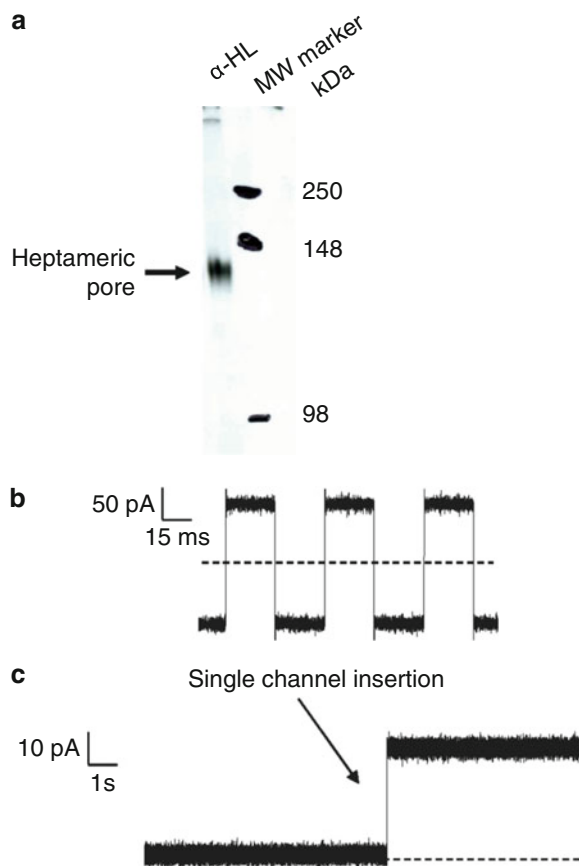 a
α-HL
MW marker
kDa
250
148
Heptameric
pore
98
b
50 pA
15 ms
c
Single channel insertion
10 pA
1s